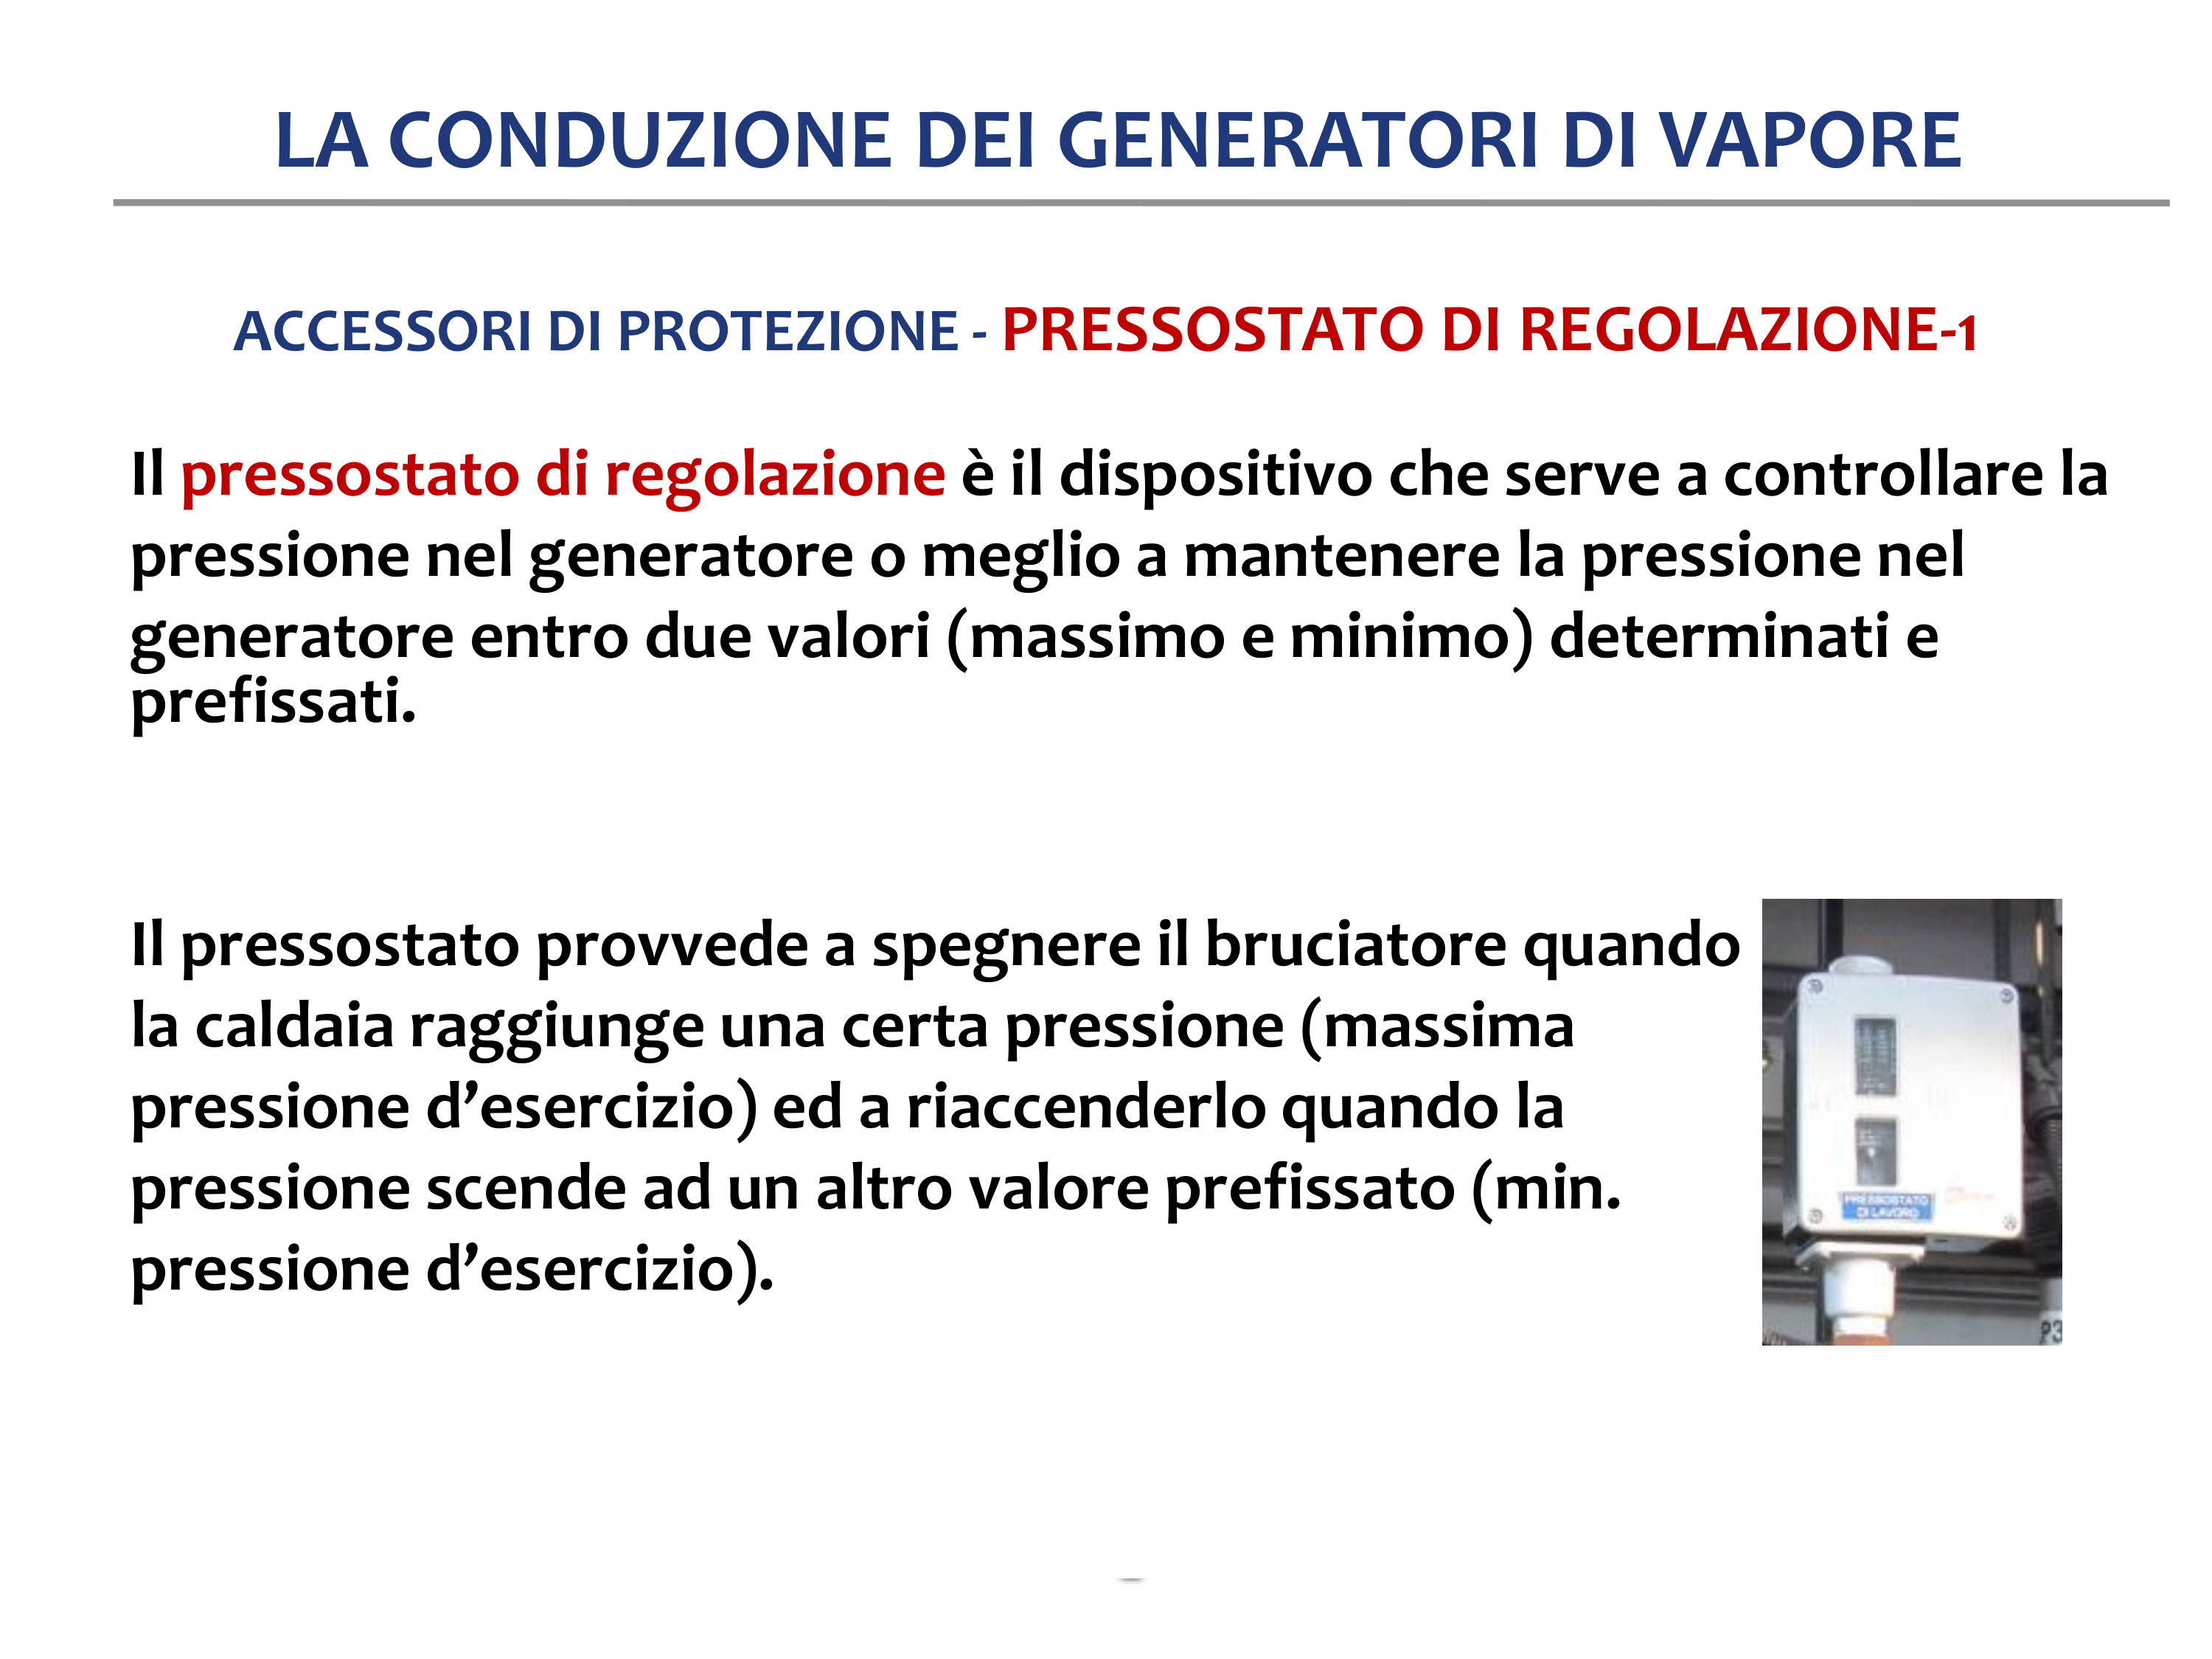 LA CONDUZIONE DEI GENERATORI DI VAPORE
ACCESSORI DI PROTEZIONE - PRESSOSTATO DI REGOLAZIONE-1
Il pressostato di regolazione è il dispositivo che serve a controllare la
pressione nel generatore o meglio a mantenere la pressione nel
generatore entro due valori (massimo e minimo) determinati e
prefissati.
Il pressostato provvede a spegnere il bruciatore quando
la caldaia raggiunge una certa pressione (massima
pressione d’esercizio) ed a riaccenderlo quando la
pressione scende ad un altro valore prefissato (min.
pressione d’esercizio).
PRESSOSTATO
DI LAVORO
P3